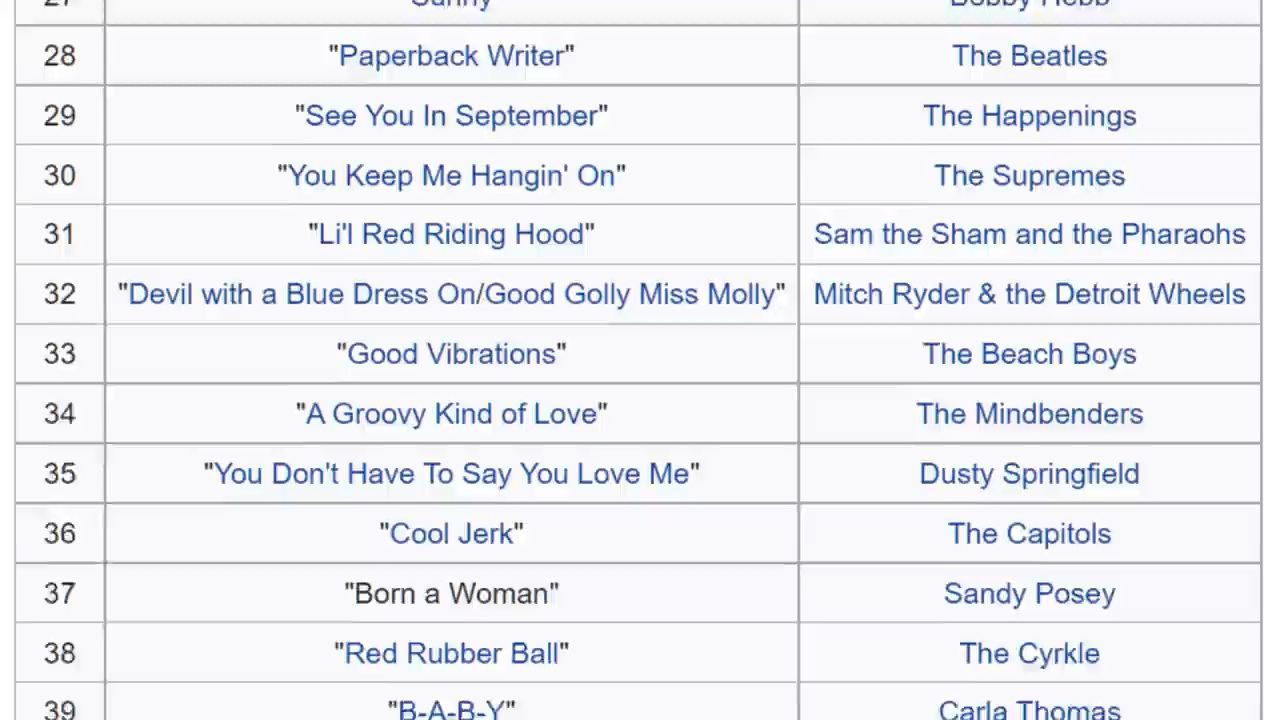 27 "Sunny" Bobby Hebb
28 "Paperback Writer" The Beatles
29 "See You In September" The Happenings
30 "You Keep Me Hangin' On" The Supremes
31 "Li'l Red Riding Hood" Sam the Sham and the Pharaohs
32 "Devil with a Blue Dress On/Good Golly Miss Molly" Mitch Ryder & the Detroit Wheels
33 "Good Vibrations" The Beach Boys
34 "A Groovy Kind of Love" The Mindbenders
35 "You Don't Have To Say You Love Me" Dusty Springfield
36 "Cool Jerk" The Capitols
37 "Born a Woman" Sandy Posey
38 "Red Rubber Ball" The Cyrkle
39 "B-A-B-Y" Carla Thomas